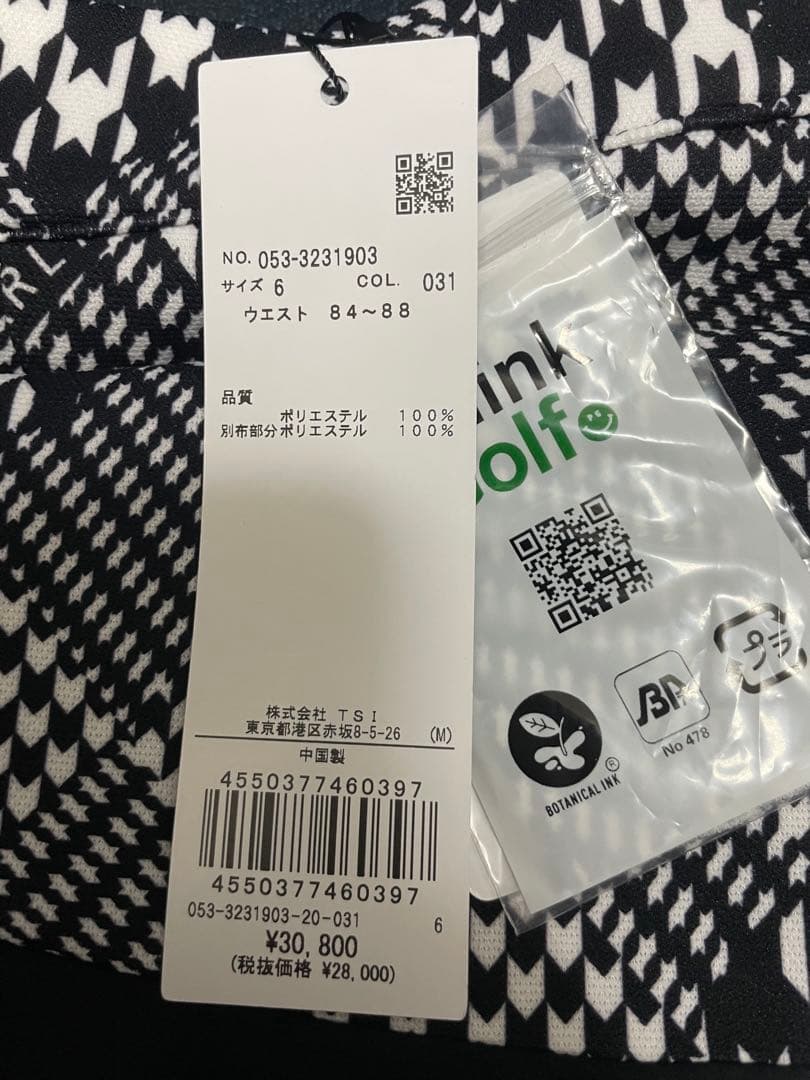 NO. 053-3231903
サイズ 6 COL. 031
ウエスト 84～88
品質
ポリエステル 100%
別布部分ポリエステル 100%
株式会社 TSI
東京都港区赤坂8-5-26 (M)
中国製
4550377460397
4550377460397
053-3231903-20-031 6
¥30,800
(税抜価格 ¥28,000)
プラ
BP
No 478
BOTANICAL INK®